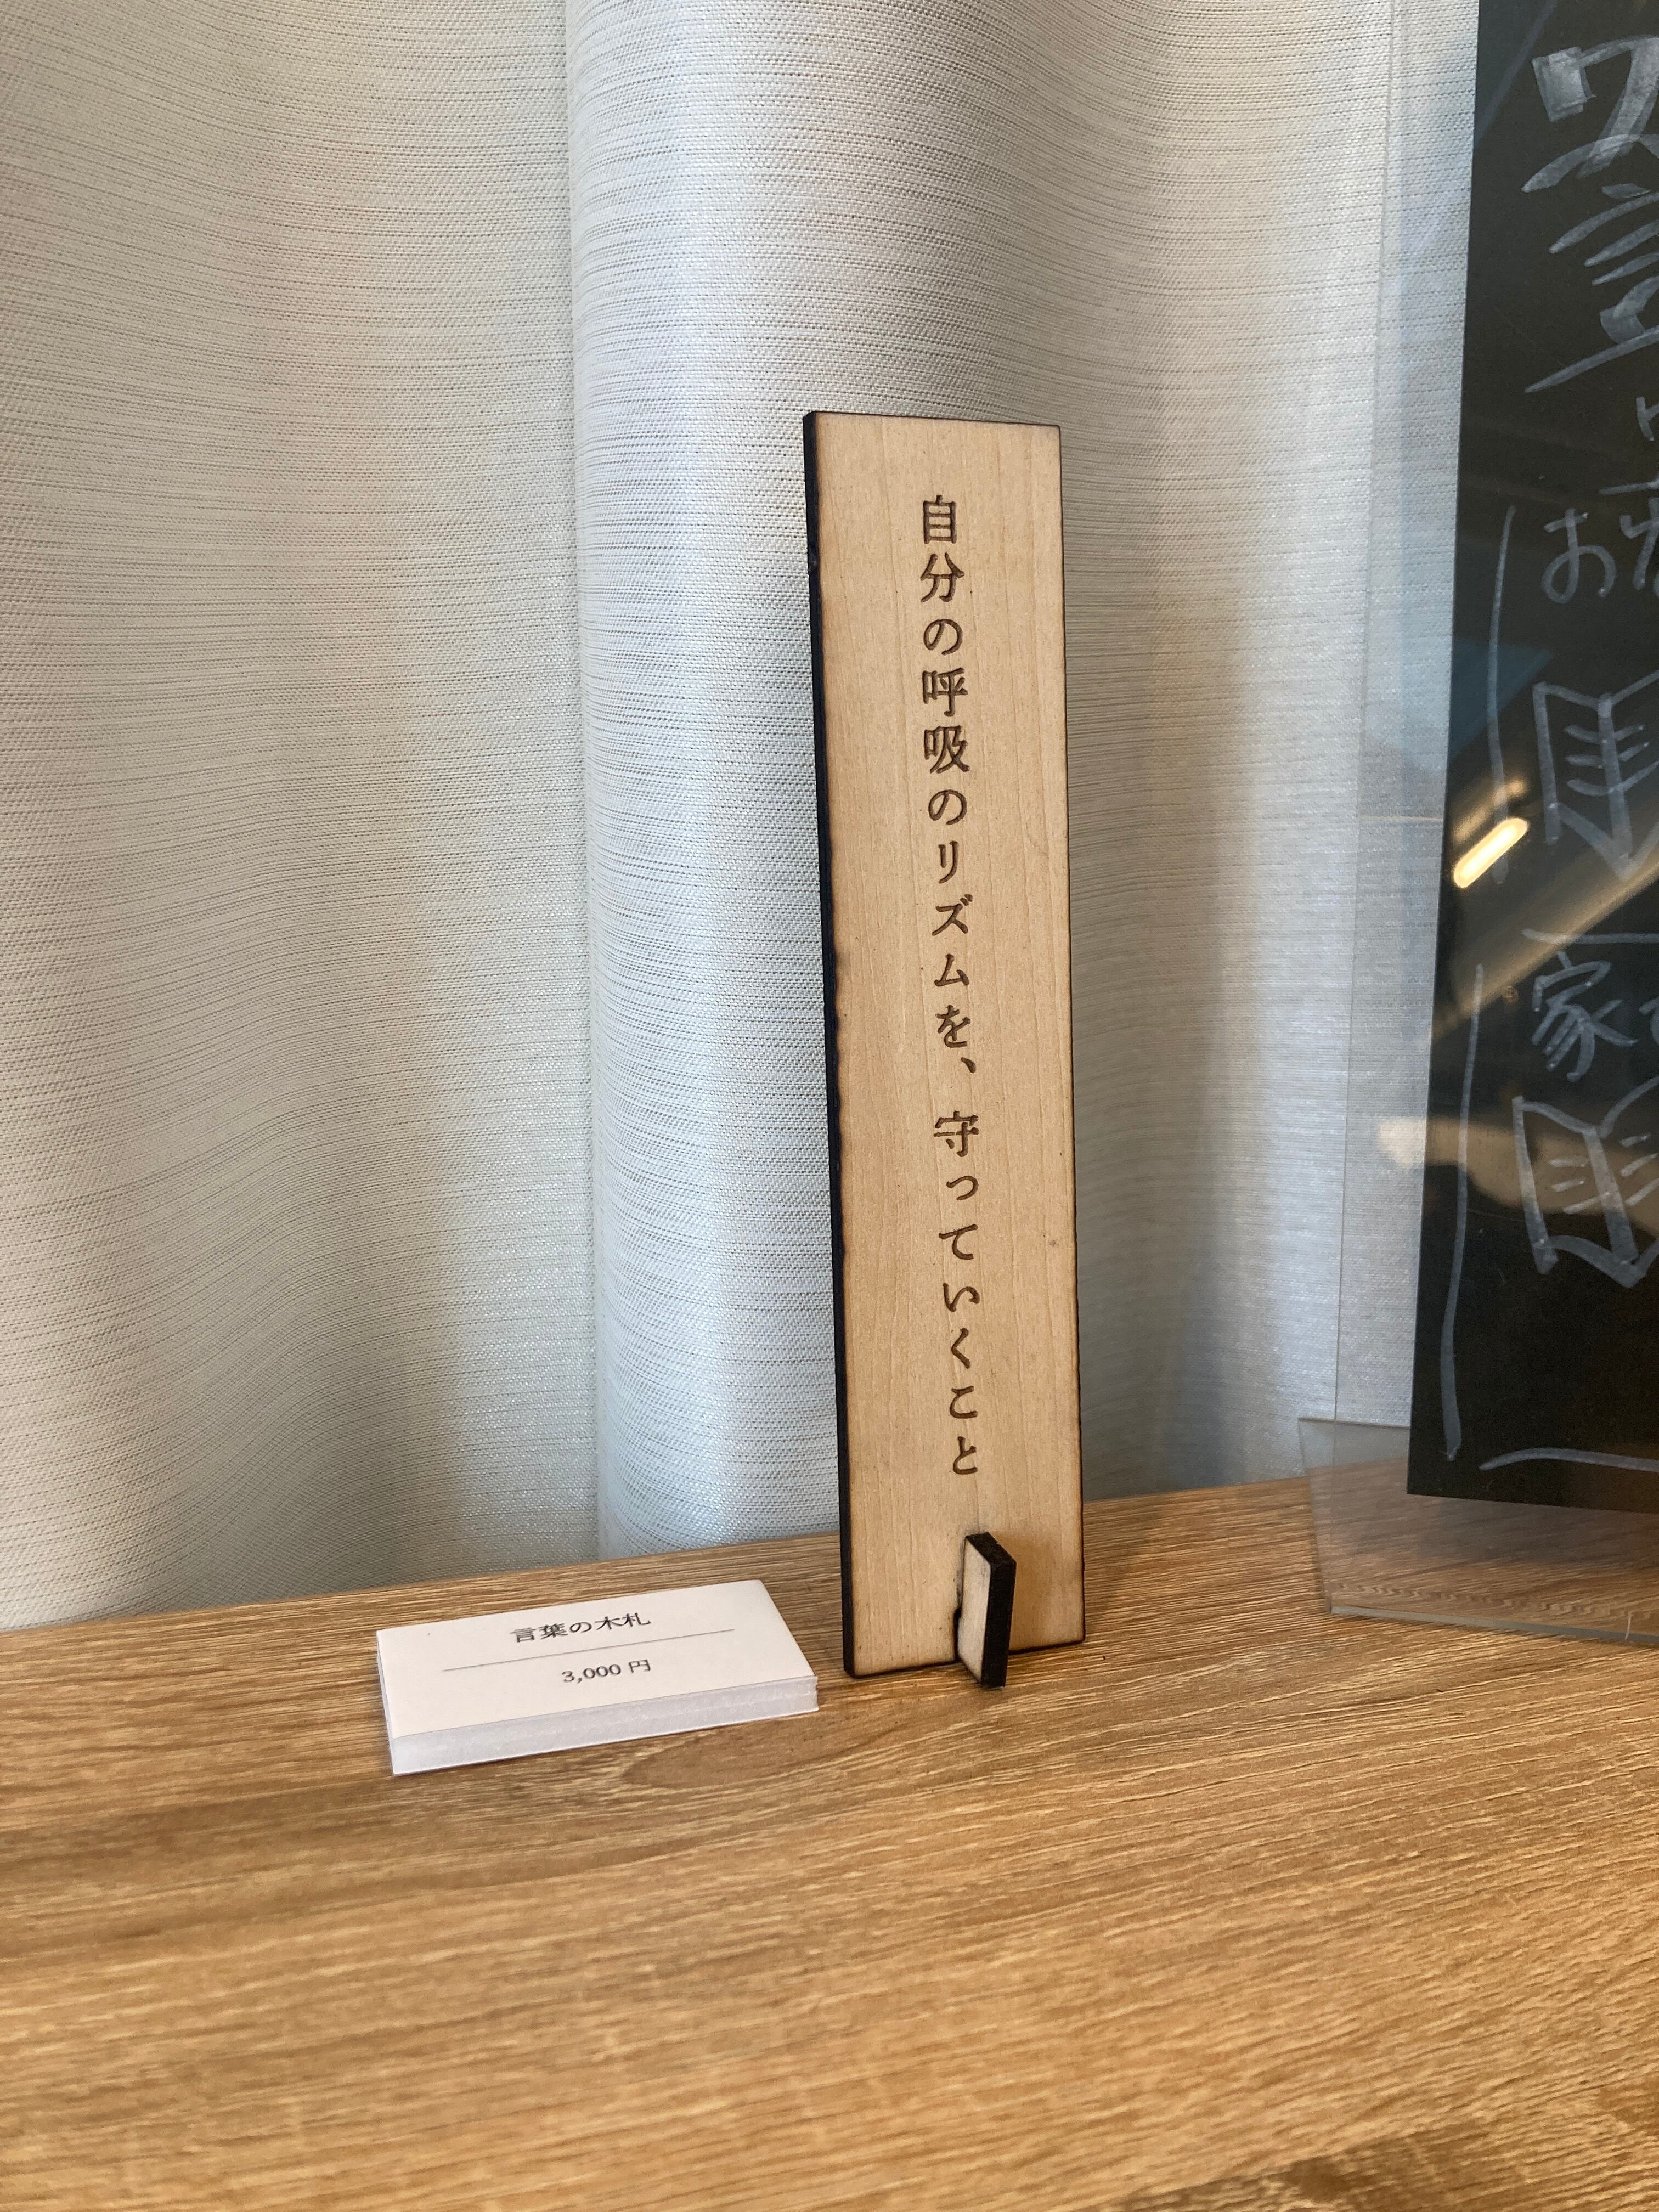 自分の呼吸のリズムを、守っていくこと
言葉の木札
3,000 円